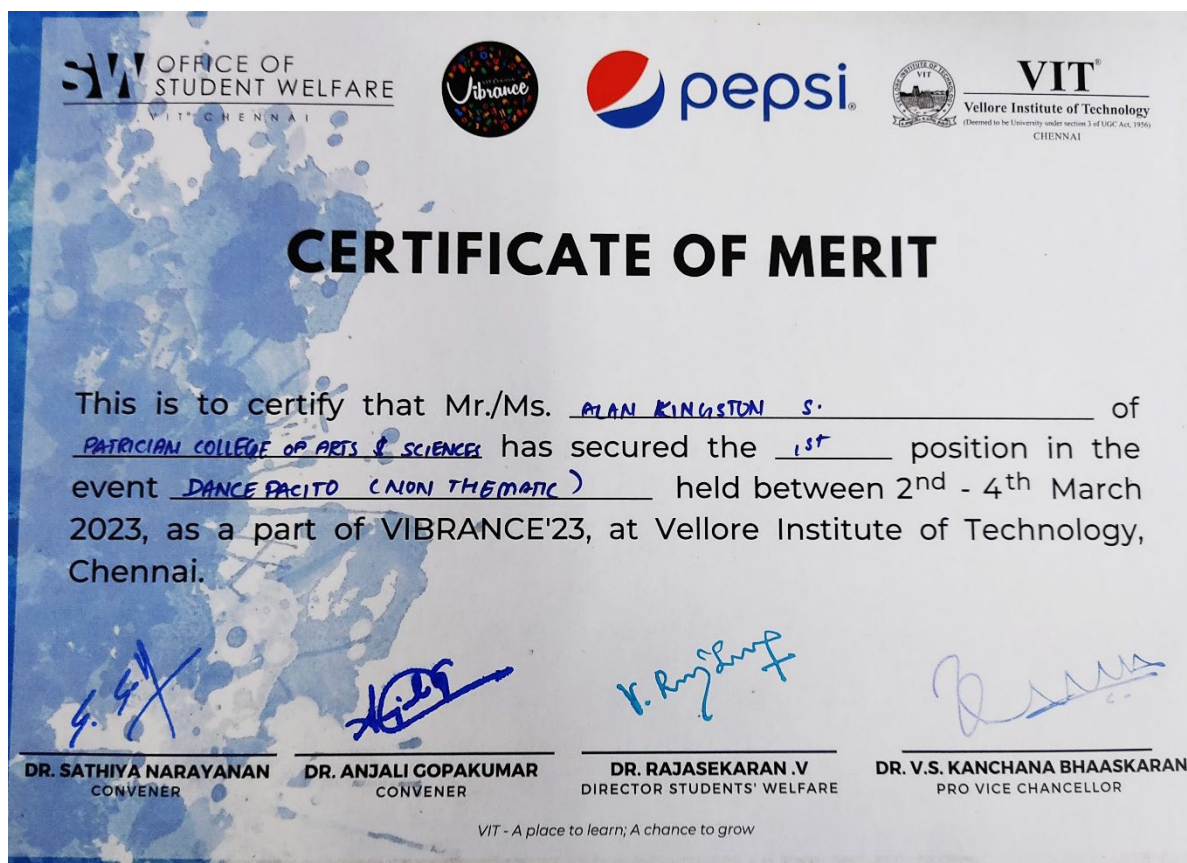 SW OFFICE OF
STUDENT WELFARE
VIT® CHENNAI
VIT Chennai
Vibrance
pepsi®
VIT
VIT®
Vellore Institute of Technology
(Deemed to be University under section 3 of UGC Act, 1956)
CHENNAI
CERTIFICATE OF MERIT
This is to certify that Mr./Ms. ALAN KINGSTON S. of
PATRICIAN COLLEGE OF ARTS & SCIENCES has secured the 1st position in the
event DANCE PACITO (NON THEMATIC) held between 2nd - 4th March
2023, as a part of VIBRANCE'23, at Vellore Institute of Technology,
Chennai.
DR. SATHIYA NARAYANAN
CONVENER
DR. ANJALI GOPAKUMAR
CONVENER
DR. RAJASEKARAN .V
DIRECTOR STUDENTS' WELFARE
DR. V.S. KANCHANA BHAASKARAN
PRO VICE CHANCELLOR
VIT - A place to learn; A chance to grow